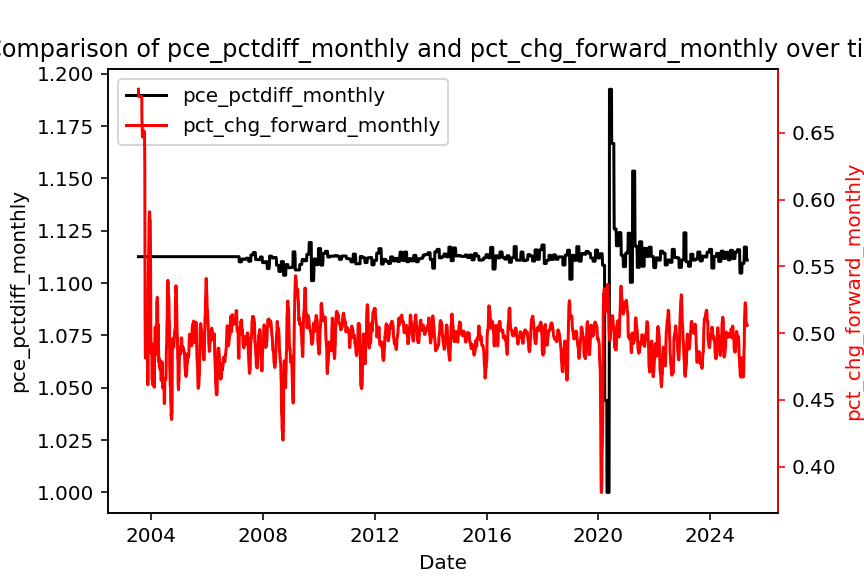 omparison of pce_pctdiff_monthly and pct_chg_forward_monthly over ti
pce_pctdiff_monthly
pct_chg_forward_monthly
1.200
1.175
1.150
1.125
1.100
1.075
1.050
1.025
1.000
pce_pctdiff_monthly
0.65
0.60
0.55
0.50
0.45
0.40
pct_chg_forward_monthly
2004 2008 2012 2016 2020 2024
Date